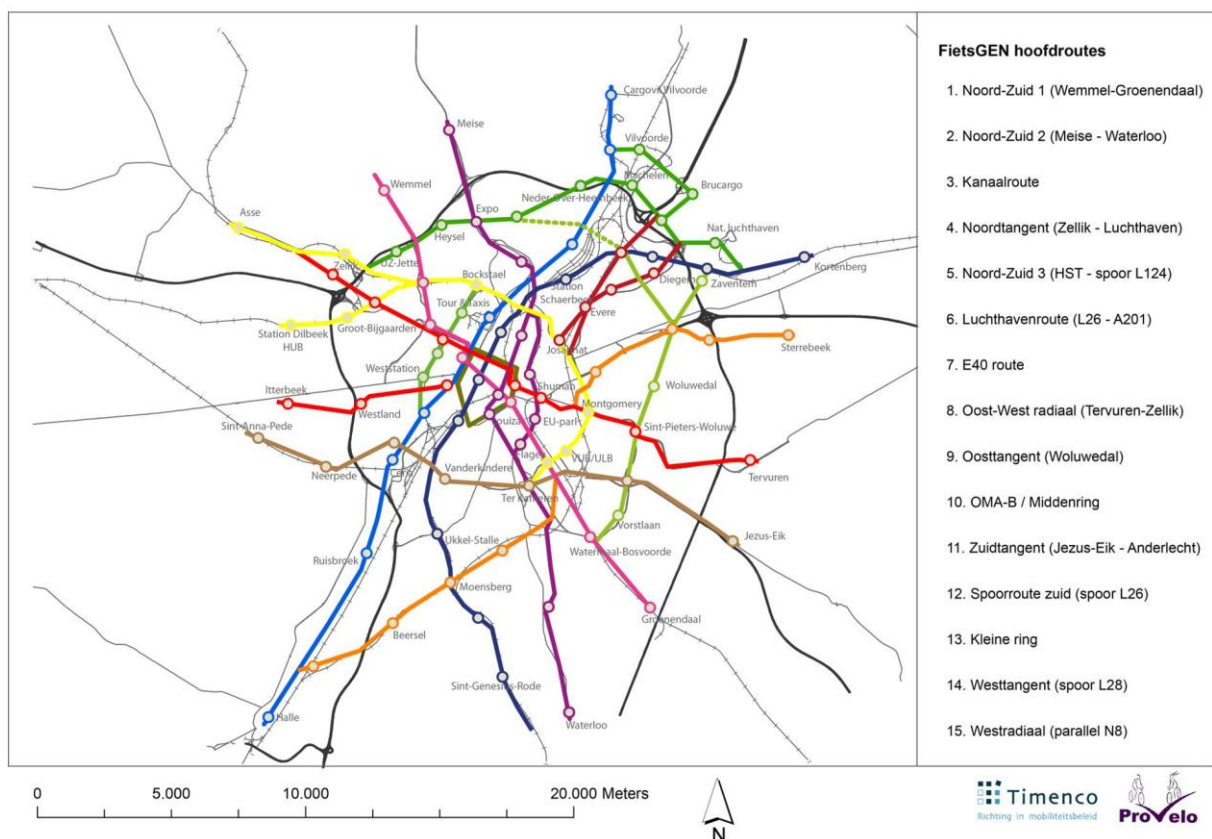 FietsGEN hoofdroutes
1. Noord-Zuid 1 (Wemmel-Groenendaal)
2. Noord-Zuid 2 (Meise - Waterloo)
3. Kanaalroute
4. Noordtangent (Zellik - Luchthaven)
5. Noord-Zuid 3 (HST - spoor L124)
6. Luchthavenroute (L26 - A201)
7. E40 route
8. Oost-West radiaal (Tervuren-Zellik)
9. Oosttangent (Woluwedal)
10. OMA-B / Middenring
11. Zuidtangent (Jezus-Eik - Anderlecht)
12. Spoorroute zuid (spoor L26)
13. Kleine ring
14. Westtangent (spoor L28)
15. Westradiaal (parallel N8)
Cargovil Vilvoorde
Meise
Vilvoorde
Machelen
Wemmel
Brucargo
Neder-Over-Heembeek
Asse
Expo
Heysel
Nat. luchthaven
Zellik
UZ-Jette
Kortenberg
Bockstael
Station
Schaerbeek
Diegem
Zaventem
Tour & Taxis
Evere
Groot-Bijgaarden
Station Dilbeek
HUB
Josaphat
Sterrebeek
Weststation
Itterbeek
Shuman
Woluwedal
Westland
Montgomery
Louiza
EU-park
Sint-Pieters-Woluwe
Sint-Anna-Pede
Flagey
VUB/ULB
Neerpede
Ceria
Vanderkindere
Tervuren
Ter Kameren
Vorstlaan
Ukkel-Stalle
Watermaal-Bosvoorde
Jezus-Eik
Ruisbroek
Moensberg
Groenendaal
Beersel
Sint-Genesius-Rode
Halle
Waterloo
0 5.000 10.000 20.000 Meters
N
Timenco
Richting in mobiliteitsbeleid
ProVelo